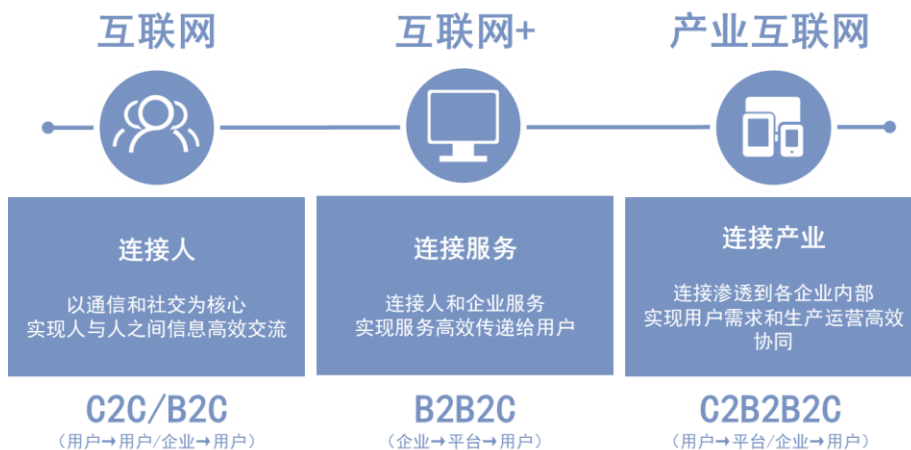 互联网
互联网+
产业互联网
连接人
以通信和社交为核心
实现人与人之间信息高效交流
连接服务
连接人和企业服务
实现服务高效传递给用户
连接产业
连接渗透到各企业内部
实现用户需求和生产运营高效
协同
C2C/B2C
(用户→用户/企业→用户)
B2B2C
(企业→平台→用户)
C2B2B2C
(用户→平台/企业→用户)